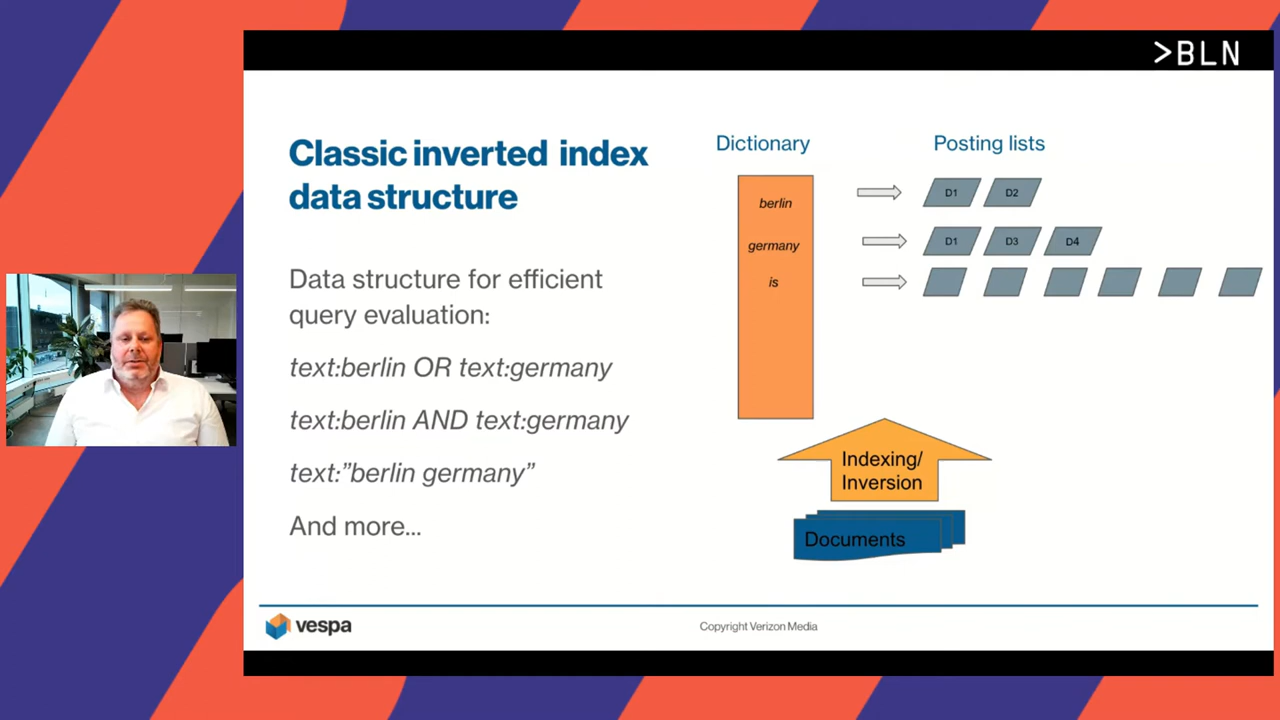 >BLN
Classic inverted index
data structure
Data structure for efficient
query evaluation:
text:berlin OR text:germany
text:berlin AND text:germany
text:”berlin germany”
And more...
Dictionary
Posting lists
berlin
D1 D2
germany
D1 D3 D4
is
Indexing/
Inversion
Documents
vespa
Copyright Verizon Media